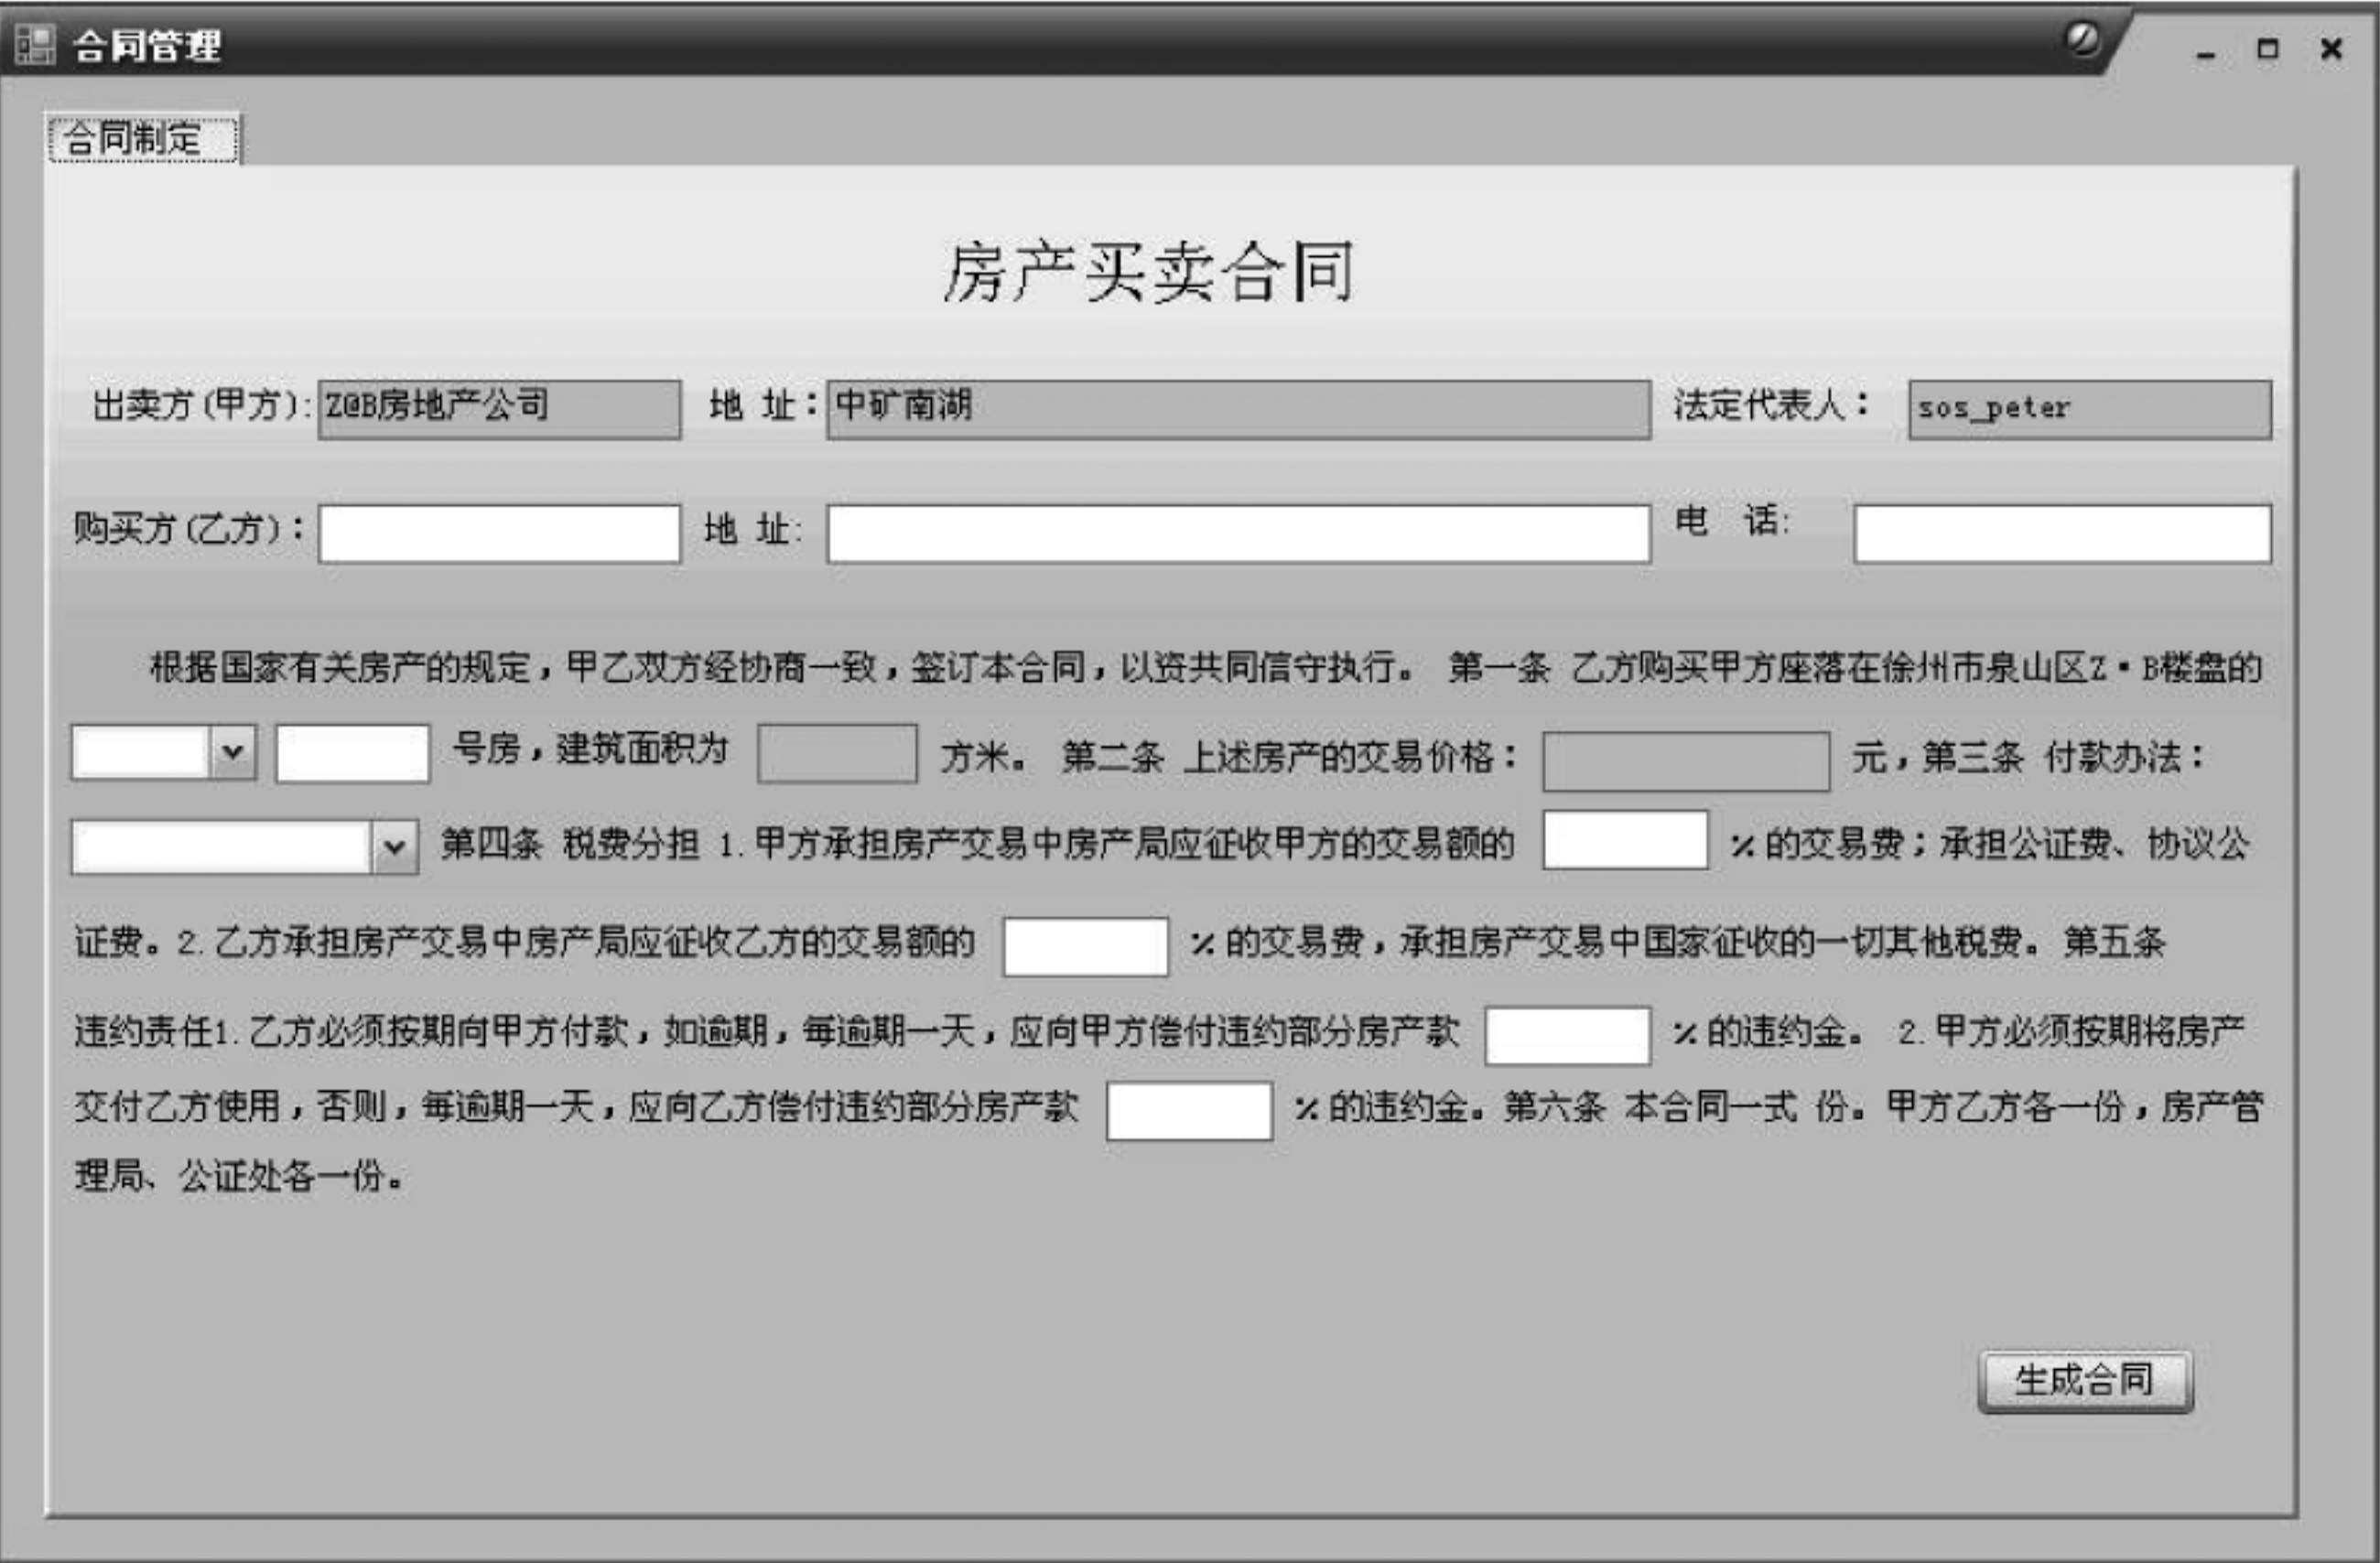 合同管理
合同制定
房产买卖合同
出卖方(甲方): Z@B房地产公司 地 址： 中矿南湖 法定代表人： sos_peter
购买方(乙方)： 地 址: 电 话:
根据国家有关房产的规定，甲乙双方经协商一致，签订本合同，以资共同信守执行。 第一条 乙方购买甲方座落在徐州市泉山区Z·B楼盘的
号房，建筑面积为 方米。 第二条 上述房产的交易价格： 元，第三条 付款办法：
第四条 税费分担 1.甲方承担房产交易中房产局应征收甲方的交易额的 %的交易费；承担公证费、协议公
证费。2.乙方承担房产交易中房产局应征收乙方的交易额的 %的交易费，承担房产交易中国家征收的一切其他税费。第五条
违约责任1.乙方必须按期向甲方付款，如逾期，每逾期一天，应向甲方偿付违约部分房产款 %的违约金。 2.甲方必须按期将房产
交付乙方使用，否则，每逾期一天，应向乙方偿付违约部分房产款 %的违约金。第六条 本合同一式 份。甲方乙方各一份，房产管
理局、公证处各一份。
生成合同